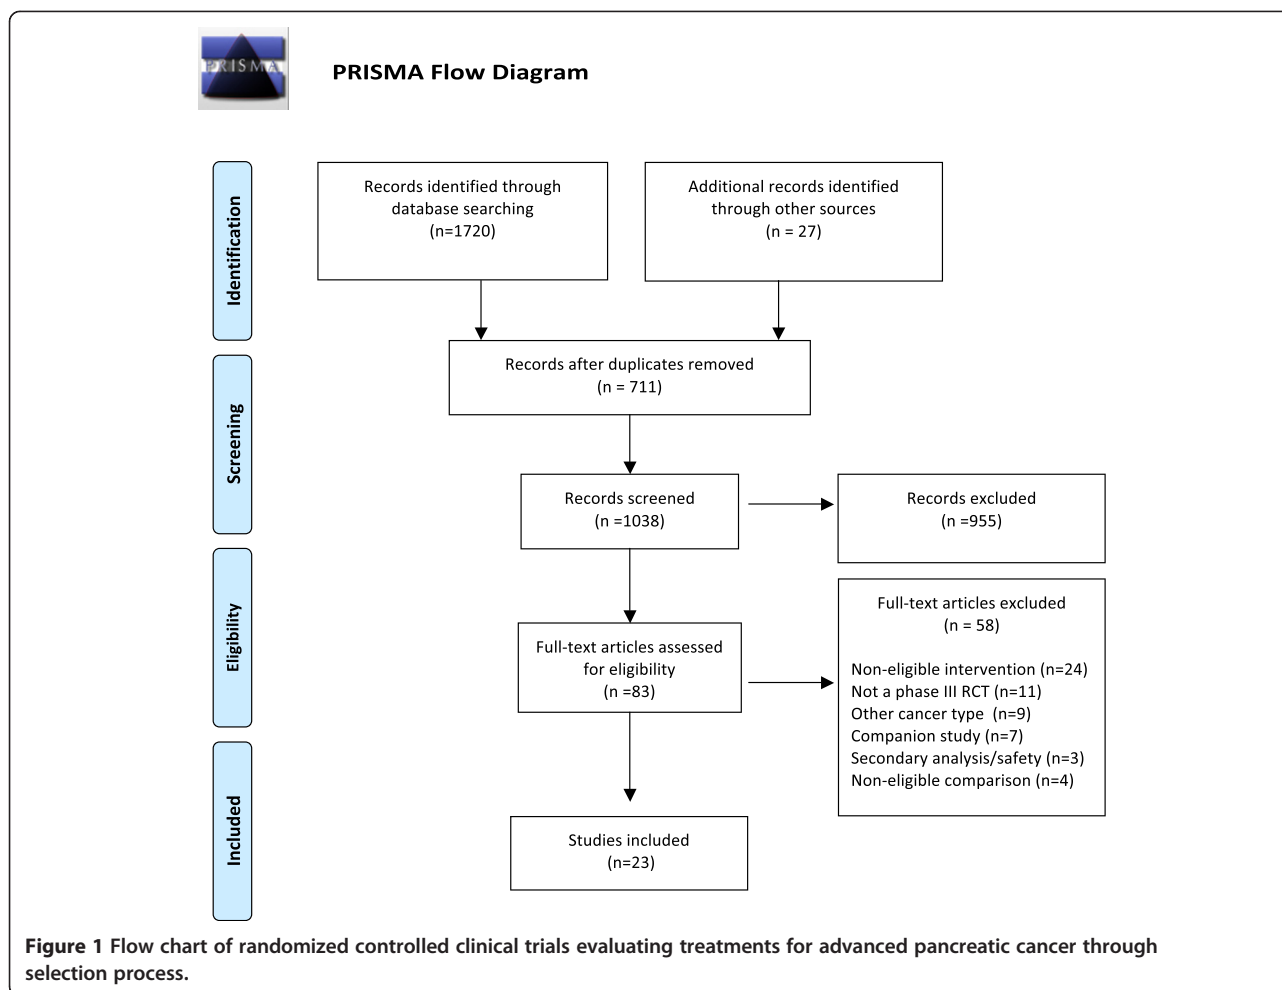 PRISMA
PRISMA Flow Diagram
Identification
Records identified through
database searching
(n=1720)
Additional records identified
through other sources
(n = 27)
Records after duplicates removed
(n = 711)
Screening
Records screened
(n =1038)
Records excluded
(n =955)
Eligibility
Full-text articles assessed
for eligibility
(n =83)
Full-text articles excluded
(n = 58)
Non-eligible intervention (n=24)
Not a phase III RCT (n=11)
Other cancer type (n=9)
Companion study (n=7)
Secondary analysis/safety (n=3)
Non-eligible comparison (n=4)
Included
Studies included
(n=23)
Figure 1 Flow chart of randomized controlled clinical trials evaluating treatments for advanced pancreatic cancer through
selection process.